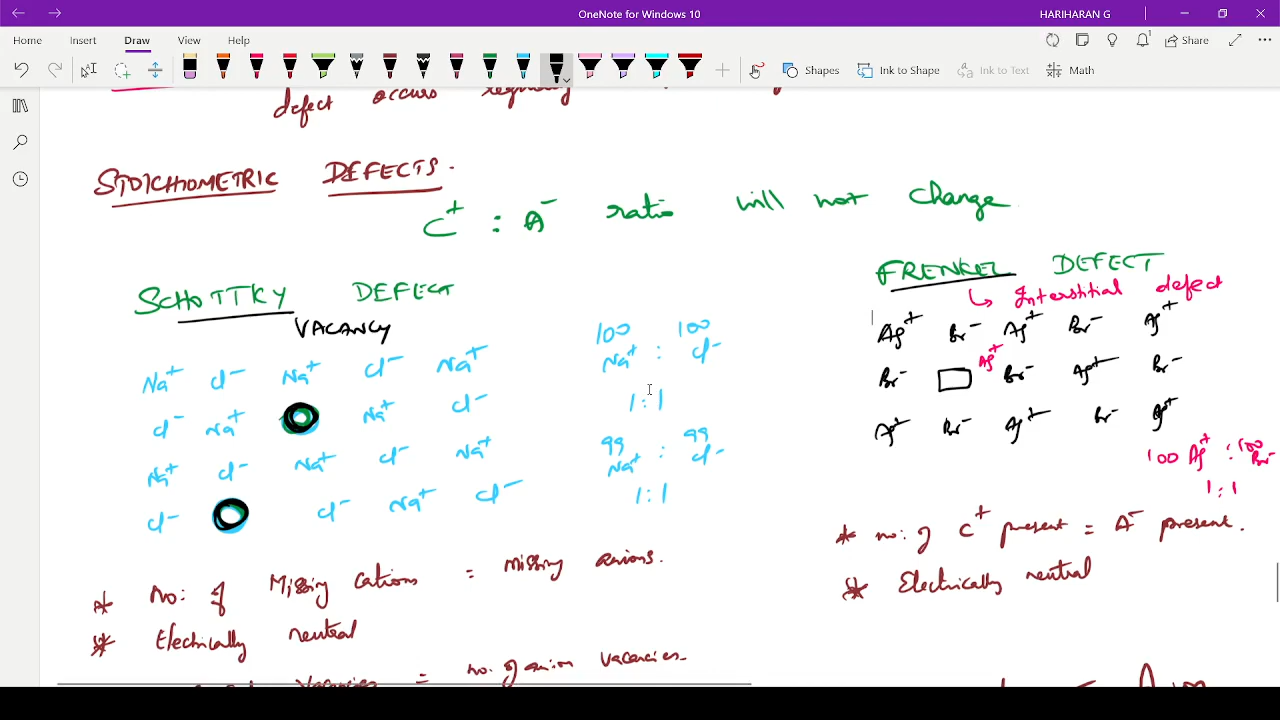 OneNote for Windows 10
HARIHARAN G
Home Insert Draw View Help
Share
Shapes Ink to Shape Ink to Text Math
defect occurs
STOICHIOMETRIC DEFECTS.
C+ : A- ratio will not change
SCHOTTKY DEFECT
VACANCY
Na+ Cl- Na+ Cl- Na+
Cl- Na+ Na+ Cl-
Na+ Cl- Na+ Cl- Na+
Cl- Cl- Na+ Cl-
100 100
Na+ : Cl-
1:1
99 99
Na+ : Cl-
1:1
* No: of Missing cations = missing anions.
* Electrically neutral
vacancies = no. of anion vacancies
FRENKEL DEFECT
Interstitial defect
Ag+ Br- Ag+ Br- Ag+
Br- Ag+ Br- Ag+ Br-
Ag+ Br- Ag+ Br- Ag+
100 Ag+ : 100 Br-
1:1
* no: of C+ present = A- present.
* Electrically neutral